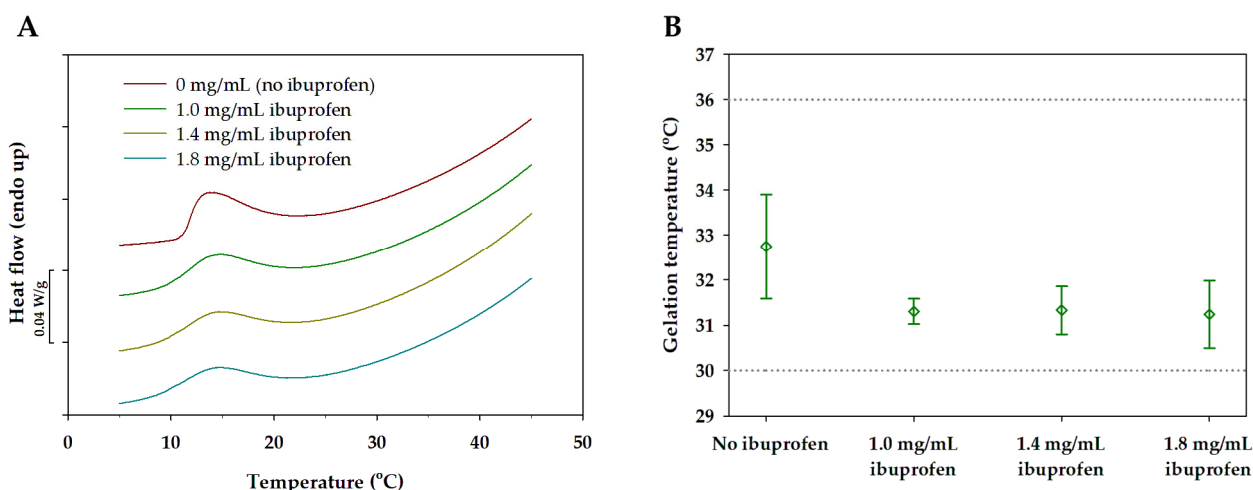 A
0 mg/mL (no ibuprofen)
1.0 mg/mL ibuprofen
1.4 mg/mL ibuprofen
1.8 mg/mL ibuprofen
Heat flow (endo up)
0.04 W/g
0
10
20
30
40
50
Temperature (°C)
B
37
36
35
34
33
32
31
30
29
Gelation temperature (°C)
No ibuprofen
1.0 mg/mL
ibuprofen
1.4 mg/mL
ibuprofen
1.8 mg/mL
ibuprofen